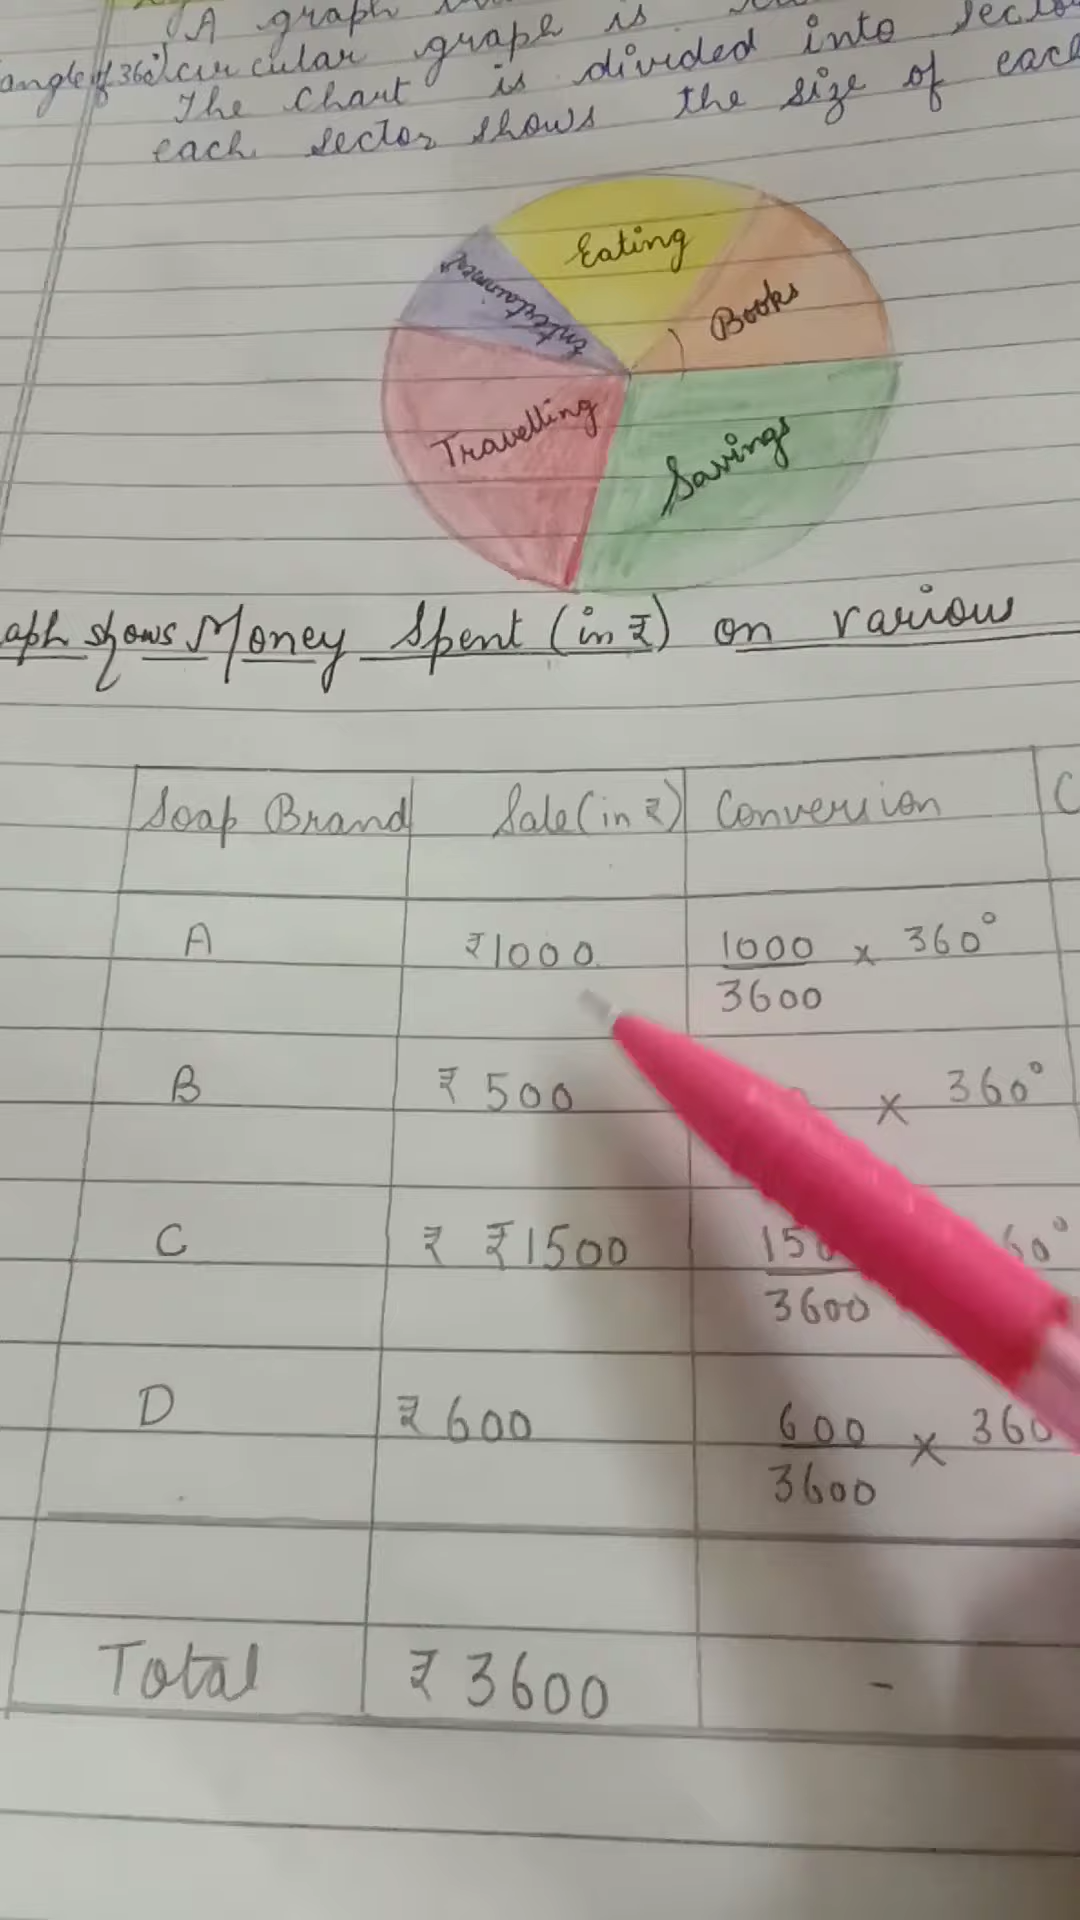 A graph
angle of 360° circular graph is
The chart is divided into
each sector shows the size of each
Eating
Books
Entertainment
Travelling
Savings
shows Money Spent (in ₹) on various
Soap Brand Sale (in ₹) Conversion C
A ₹1000 1000/3600 × 360°
B ₹ 500 × 360°
C ₹ ₹1500 3600
D ₹ 600 600/3600 × 360
Total ₹ 3600 -